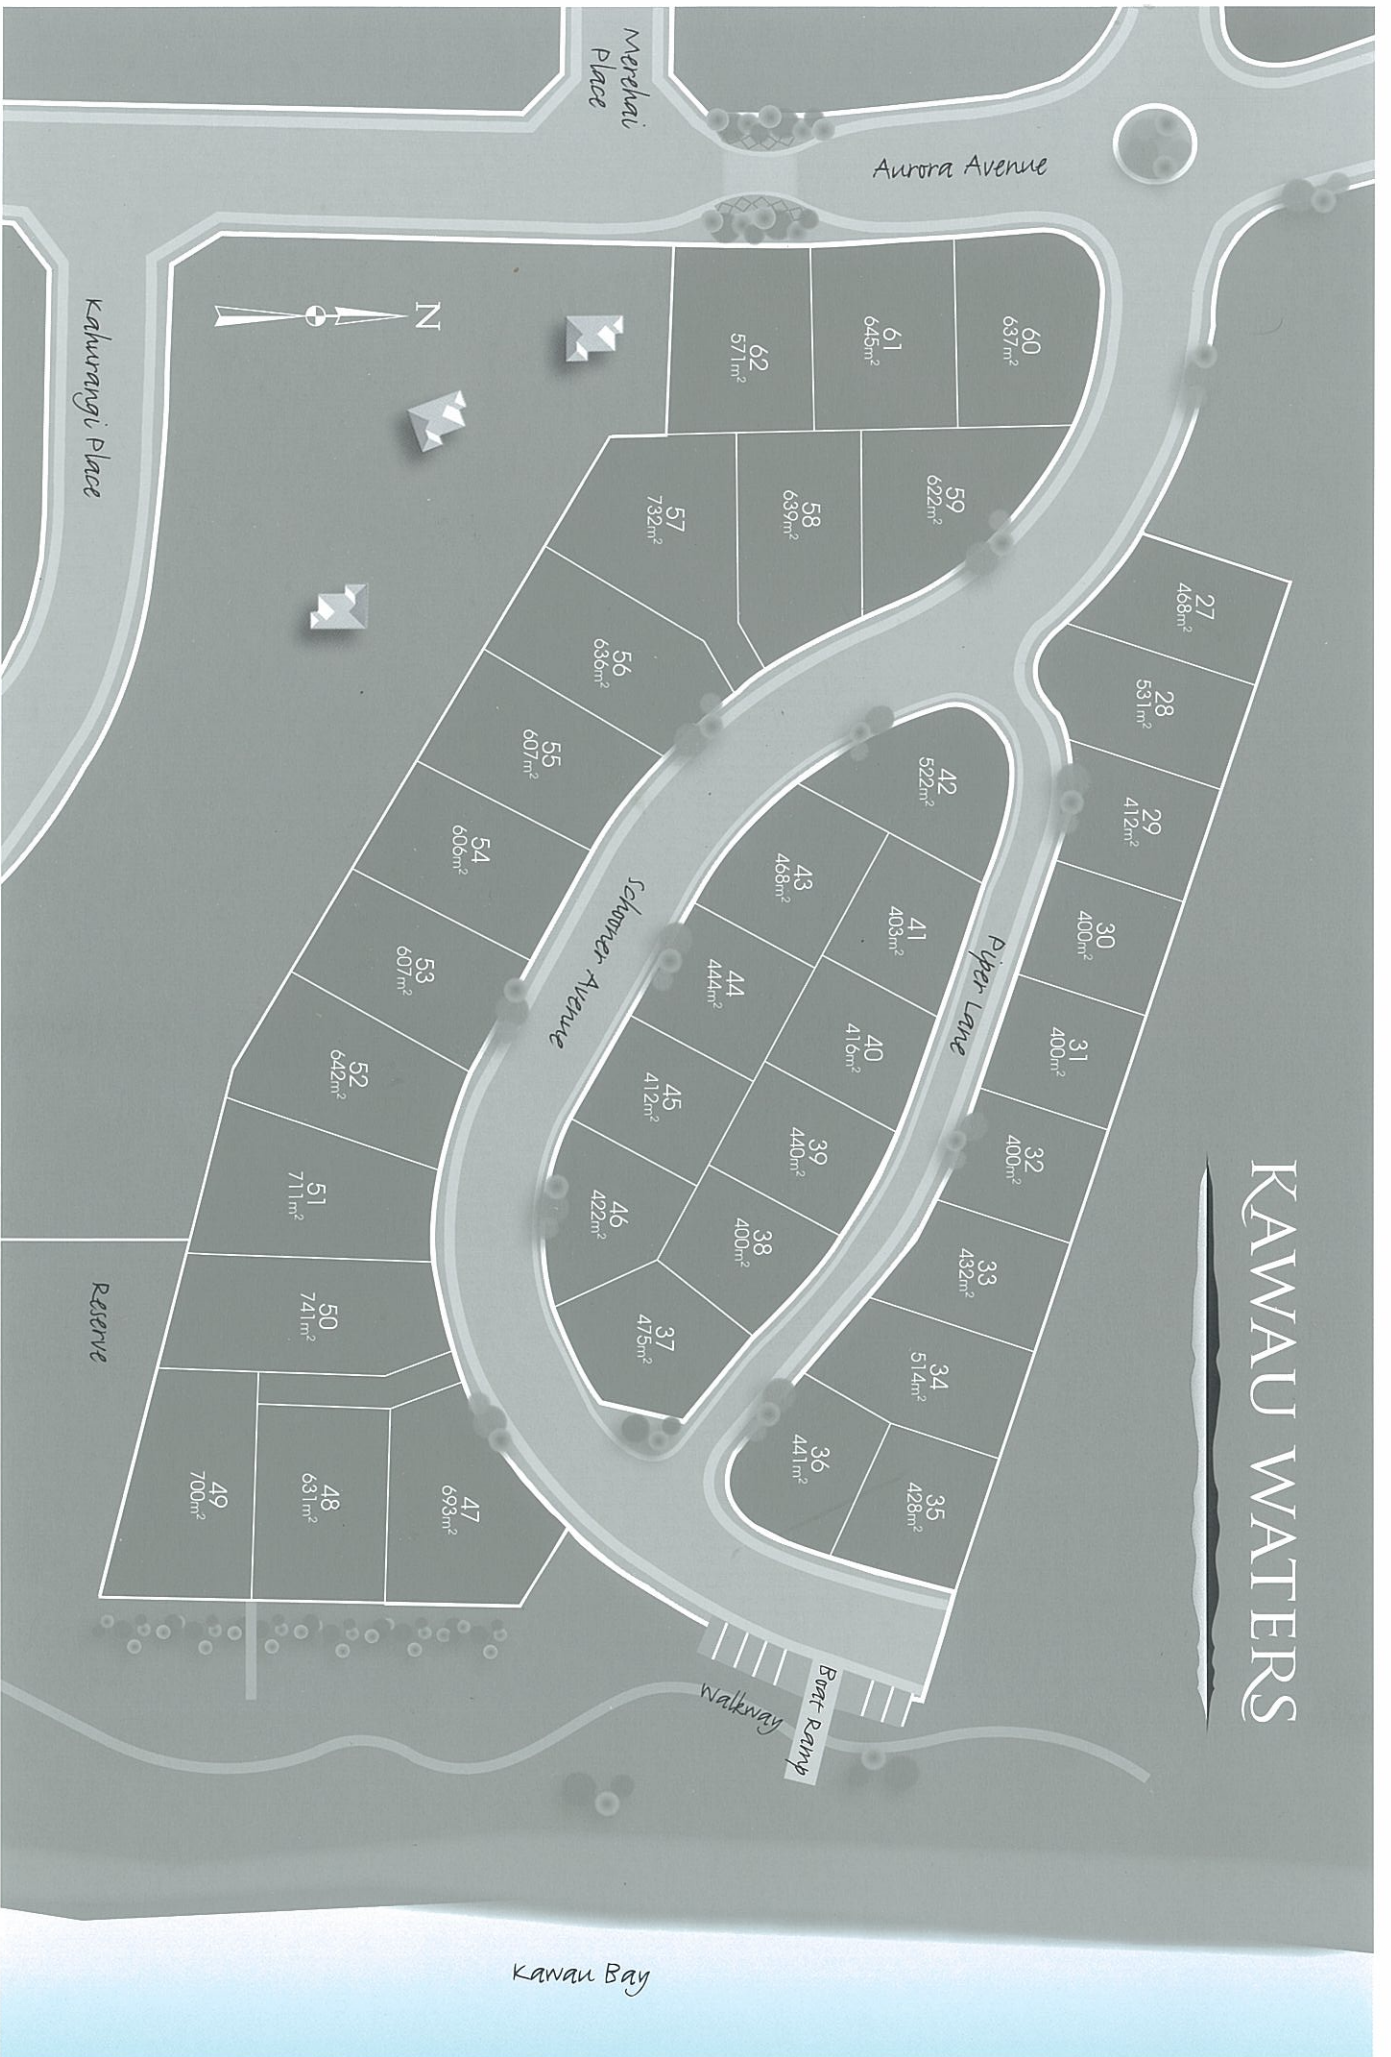 KAWAU WATERS
Merehai
Place
Aurora Avenue
Kahurangi Place
N
60
637m²
61
645m²
62
571m²
59
622m²
58
639m²
57
732m²
56
636m²
55
607m²
54
606m²
53
607m²
52
642m²
51
711m²
50
741m²
49
700m²
48
631m²
47
693m²
27
468m²
28
531m²
29
412m²
30
400m²
31
400m²
32
400m²
33
432m²
34
514m²
35
428m²
36
441m²
42
522m²
43
468m²
41
403m²
44
444m²
40
416m²
45
412m²
39
440m²
46
422m²
38
400m²
37
475m²
Schooner Avenue
Piper Lane
Reserve
Walkway
Boat Ramp
Kawau Bay